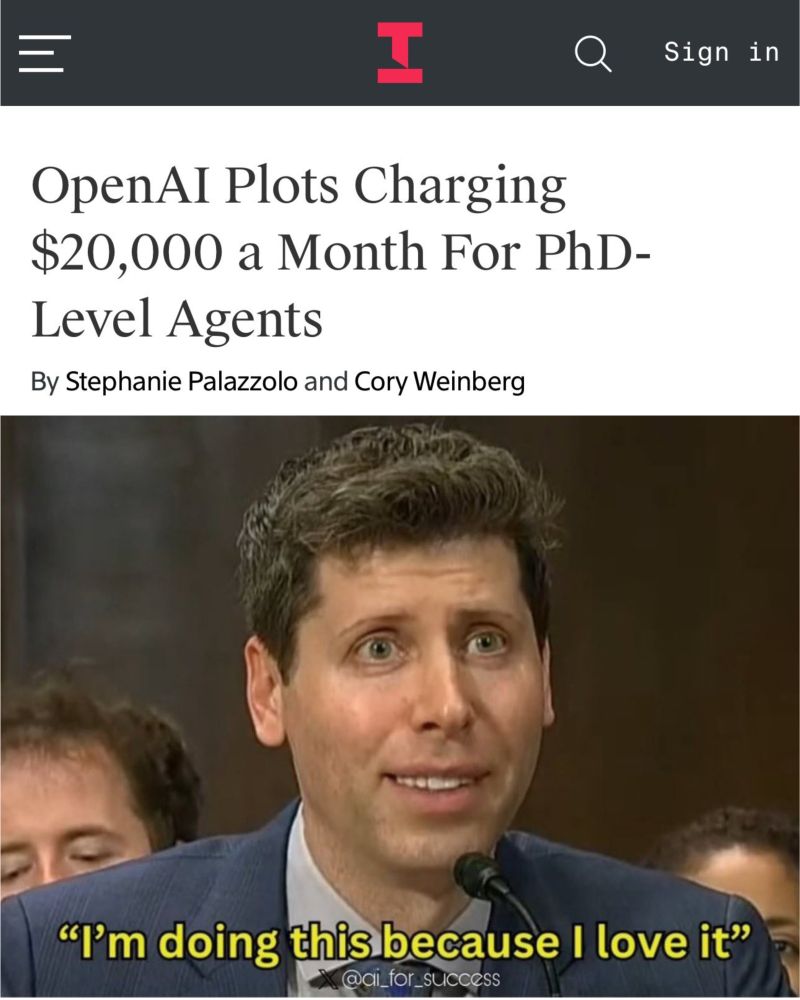 Sign in
OpenAI Plots Charging
$20,000 a Month For PhD-
Level Agents
By Stephanie Palazzolo and Cory Weinberg
“I’m doing this because I love it”
X @ai_for_success